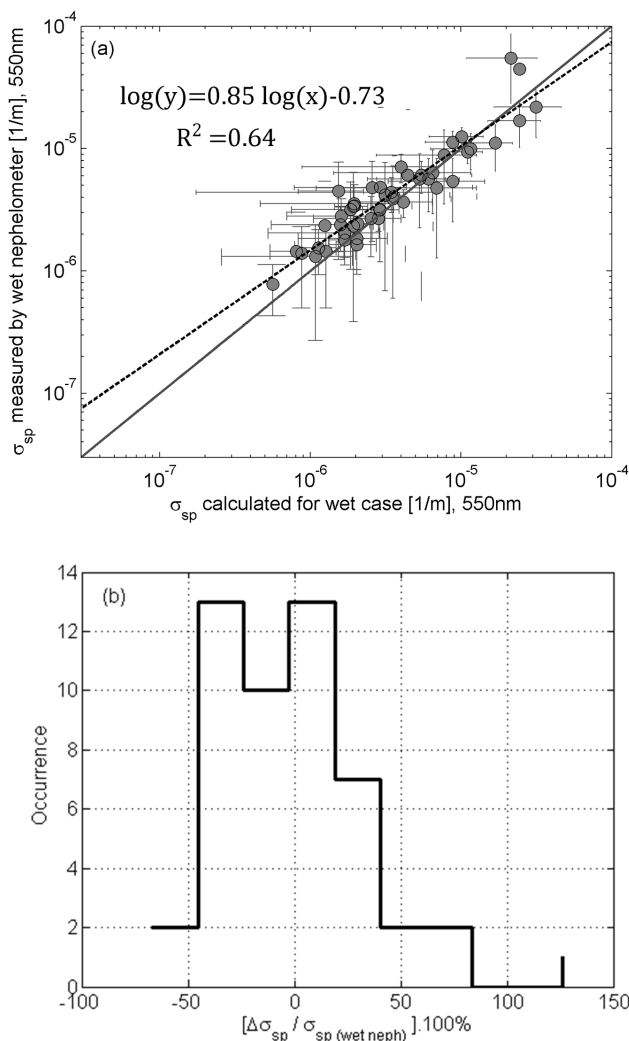 (a)
log(y)=0.85 log(x)-0.73
R² =0.64
10⁻⁴
10⁻⁵
10⁻⁶
10⁻⁷
σsp measured by wet nephelometer [1/m], 550nm
10⁻⁷ 10⁻⁶ 10⁻⁵ 10⁻⁴
σsp calculated for wet case [1/m], 550nm
(b)
14
12
10
8
6
4
2
0
Occurrence
-100 -50 0 50 100 150
[Δσsp / σsp (wet neph)].100%